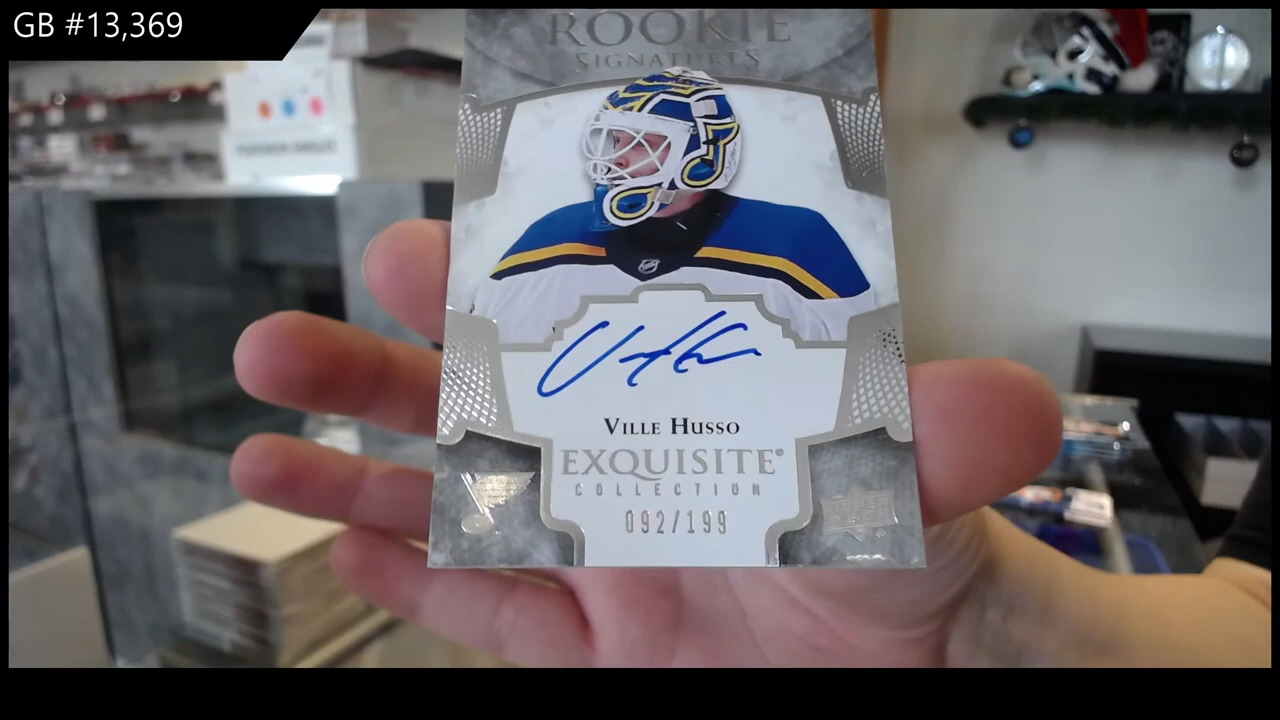 GB #13,369
ROOKIE
SIGNATURES
VILLE HUSSO
EXQUISITE
COLLECTION
092/199